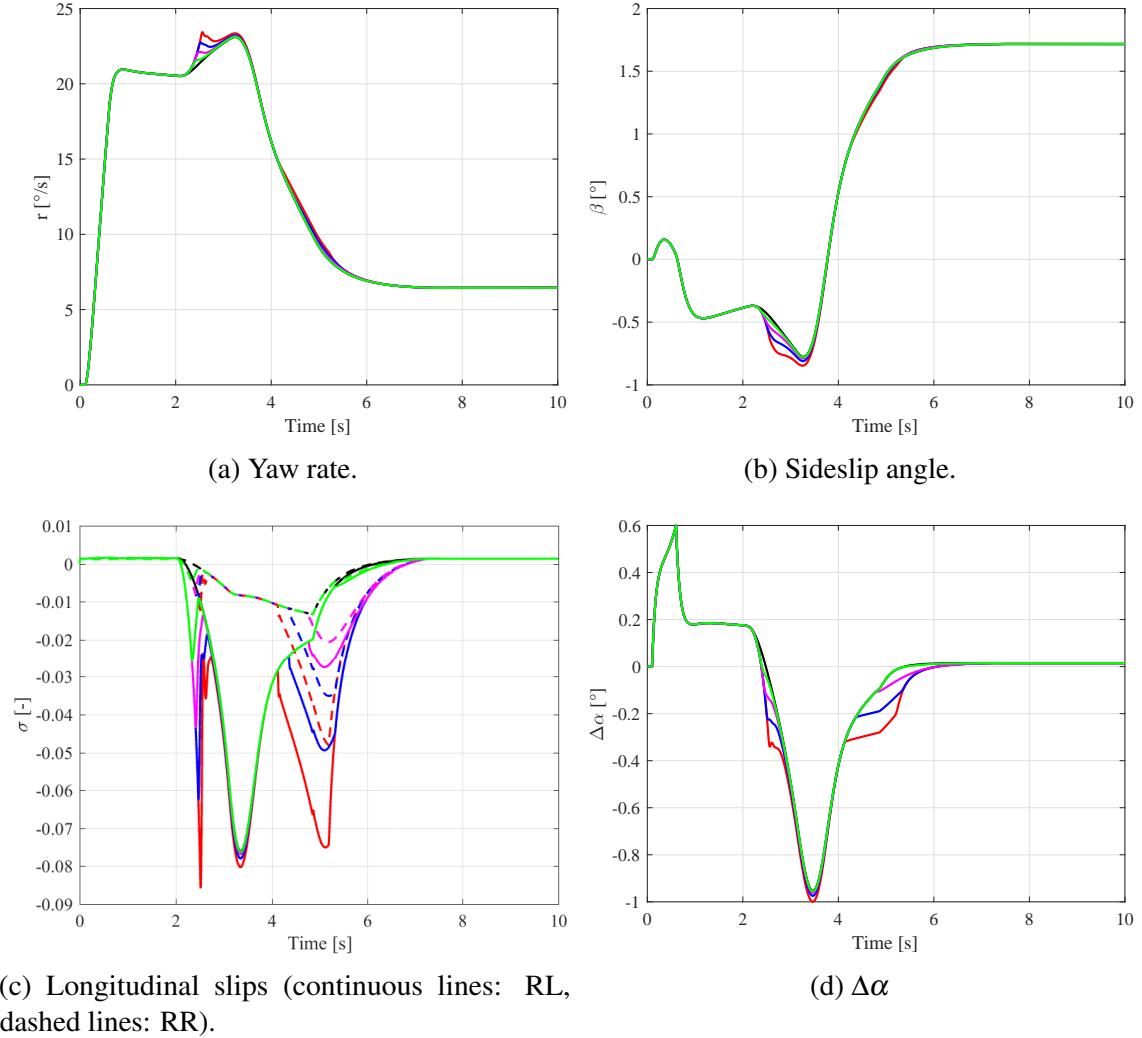 25
20
15
10
5
0
r [°/s]
0 2 4 6 8 10
Time [s]
(a) Yaw rate.
2
1.5
1
0.5
0
-0.5
-1
β [°]
0 2 4 6 8 10
Time [s]
(b) Sideslip angle.
0.01
0
-0.01
-0.02
-0.03
-0.04
-0.05
-0.06
-0.07
-0.08
-0.09
σ [-]
0 2 4 6 8 10
Time [s]
(c) Longitudinal slips (continuous lines: RL,
dashed lines: RR).
0.6
0.4
0.2
0
-0.2
-0.4
-0.6
-0.8
-1
Δα [°]
0 2 4 6 8 10
Time [s]
(d) Δα